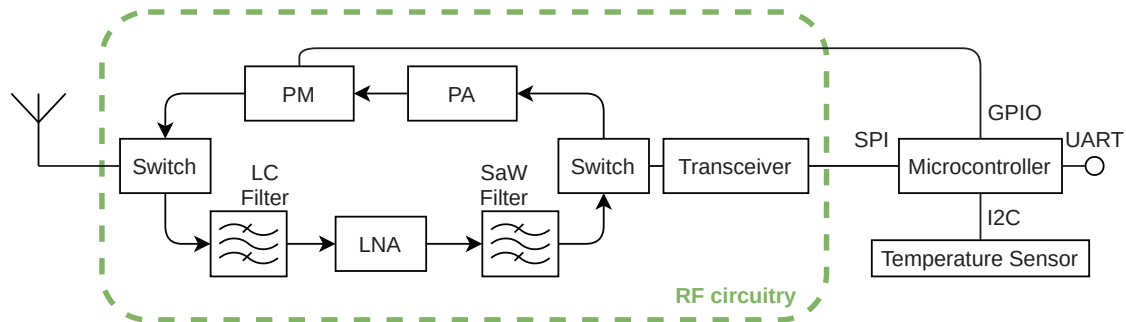 PM
PA
GPIO
SPI
UART
Switch
LC
Filter
SaW
Filter
Switch
Transceiver
Microcontroller
LNA
I2C
Temperature Sensor
RF circuitry